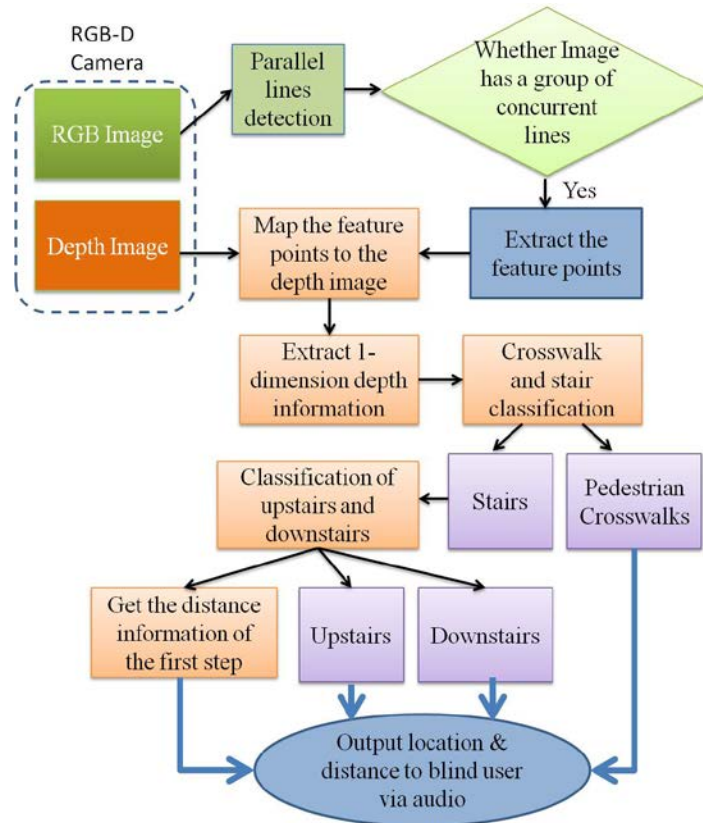 RGB-D
Camera
RGB Image
Depth Image
Parallel
lines
detection
Whether Image
has a group of
concurrent
lines
Yes
Extract the
feature points
Map the feature
points to the
depth image
Extract 1-
dimension depth
information
Crosswalk
and stair
classification
Classification of
upstairs and
downstairs
Stairs
Pedestrian
Crosswalks
Get the distance
information of
the first step
Upstairs
Downstairs
Output location &
distance to blind user
via audio